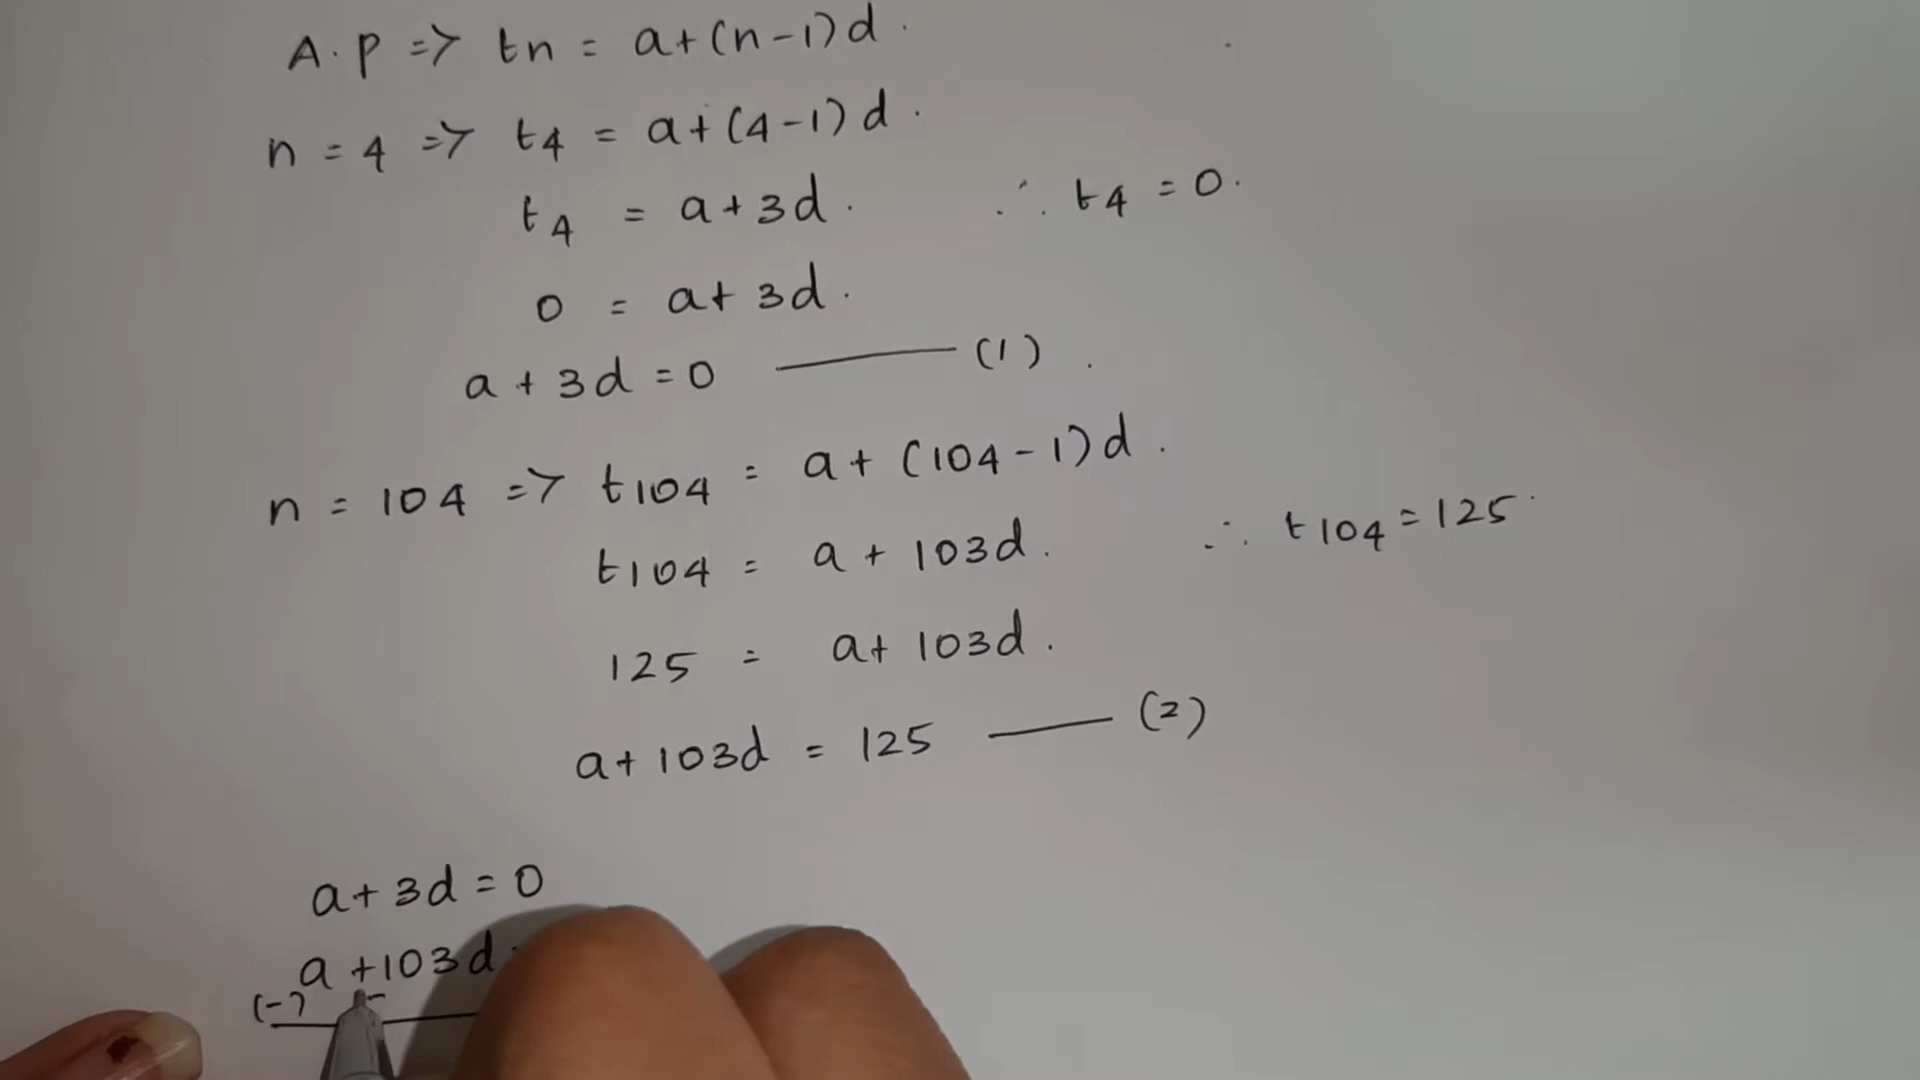 A.P => tn = a+(n-1)d.
n = 4 => t4 = a+(4-1)d.
t4 = a+3d. ∴ t4 = 0.
0 = a+3d.
a+3d = 0 ——— (1)
n = 104 => t104 = a+(104-1)d.
t104 = a+103d. ∴ t104 = 125
125 = a+103d.
a+103d = 125 ——— (2)
a+3d = 0
a+103d
(-) -